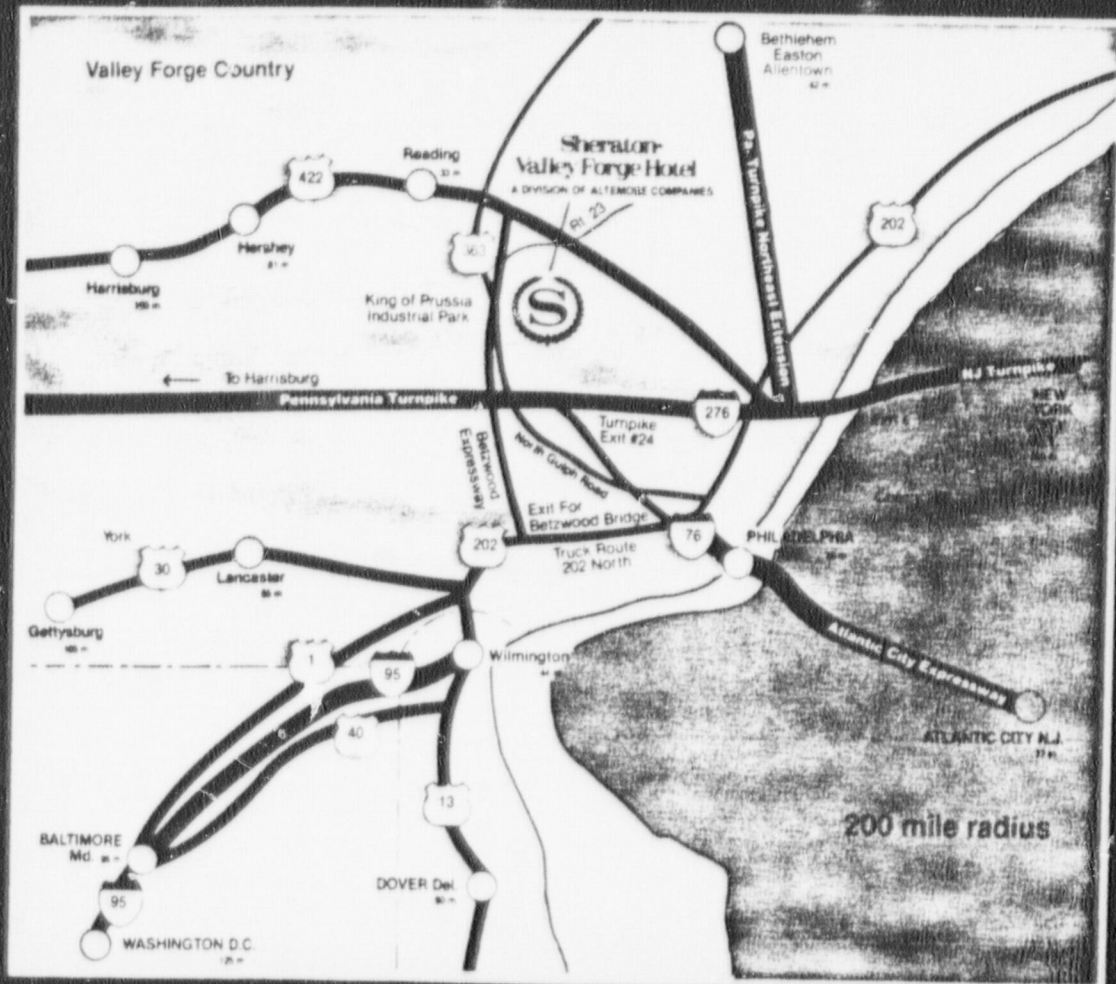 Valley Forge Country
Bethlehem
Easton
Allentown
Sheraton-
Valley Forge Hotel
A DIVISION OF ALTEMOSE COMPANIES
Rt. 23
Reading
422
Hershey
Harrisburg
363
King of Prussia
Industrial Park
S
Pa. Turnpike Northeast Extension
202
To Harrisburg
Pennsylvania Turnpike
276
NJ Turnpike
NEW
YORK
Turnpike
Exit #24
Betzwood
Expressway
North Gulph Road
Exit For
Betzwood Bridge
202
Truck Route
202 North
76
PHILADELPHIA
York
30
Lancaster
Gettysburg
1
95
Wilmington
40
Atlantic City Expressway
ATLANTIC CITY N.J.
13
200 mile radius
BALTIMORE
Md.
95
DOVER Del.
WASHINGTON D.C.